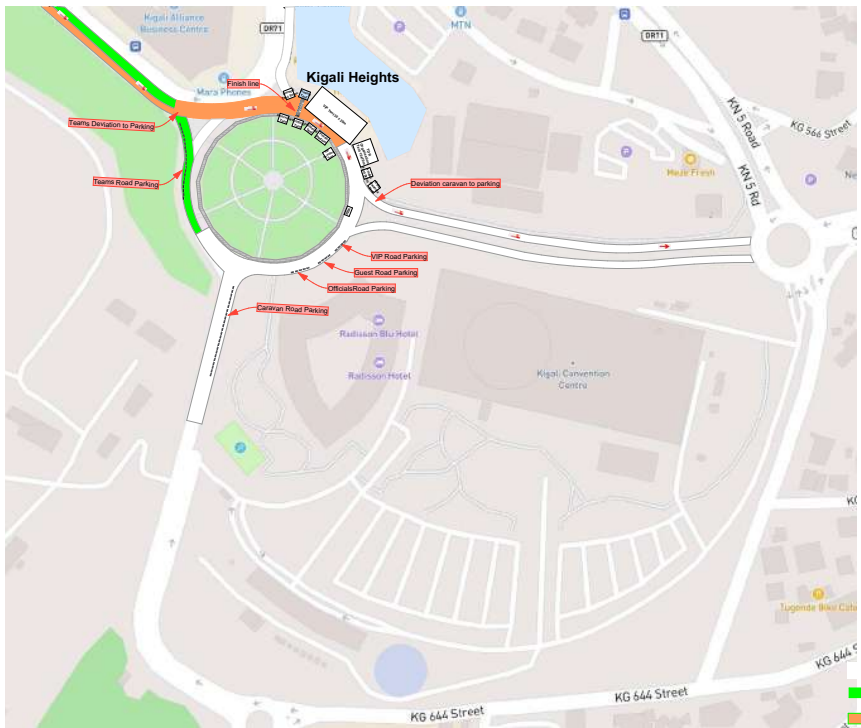 Kigali Alliance
Business Centre
DR71
MTN
DR11
KN 5 Road
KG 566 Street
Finish line
Kigali Heights
Mara Phones
Teams Deviation to Parking
Meze Fresh
KN 5 Rd
Ne
Teams Road Parking
Deviation caravan to parking
VIP Road Parking
Guest Road Parking
OfficialsRoad Parking
Caravan Road Parking
Radisson Blu Hotel
Radisson Hotel
Kigali Convention
Centre
KG
Tugende Bike Cafe
KG 644 Street
KG 644 Street
KG 644 Street